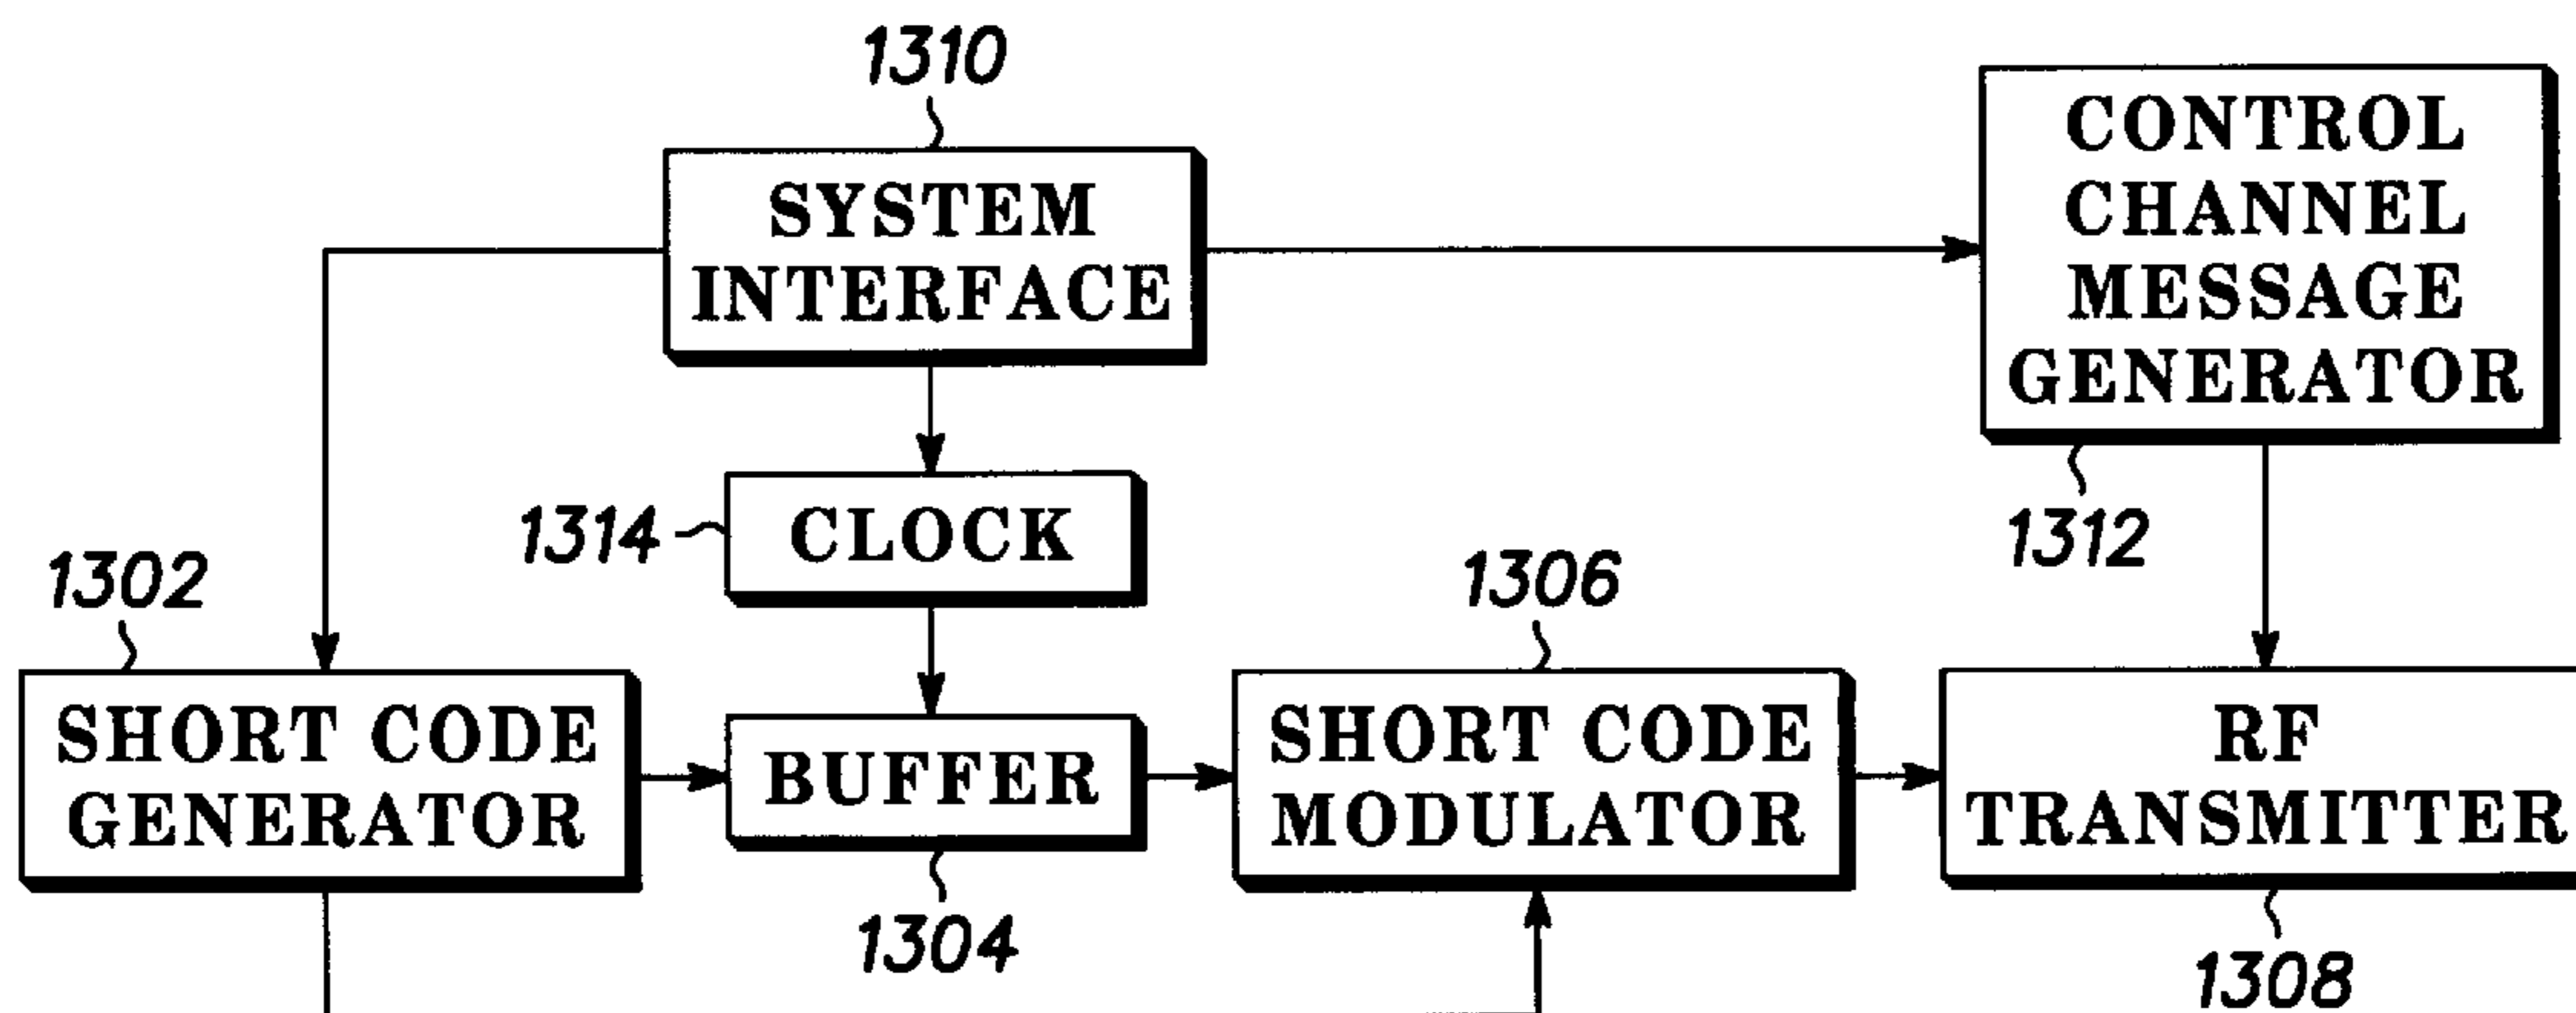 1310
SYSTEM
INTERFACE
CONTROL
CHANNEL
MESSAGE
GENERATOR
1312
1314
CLOCK
1302
SHORT CODE
GENERATOR
BUFFER
1304
1306
SHORT CODE
MODULATOR
RF
TRANSMITTER
1308